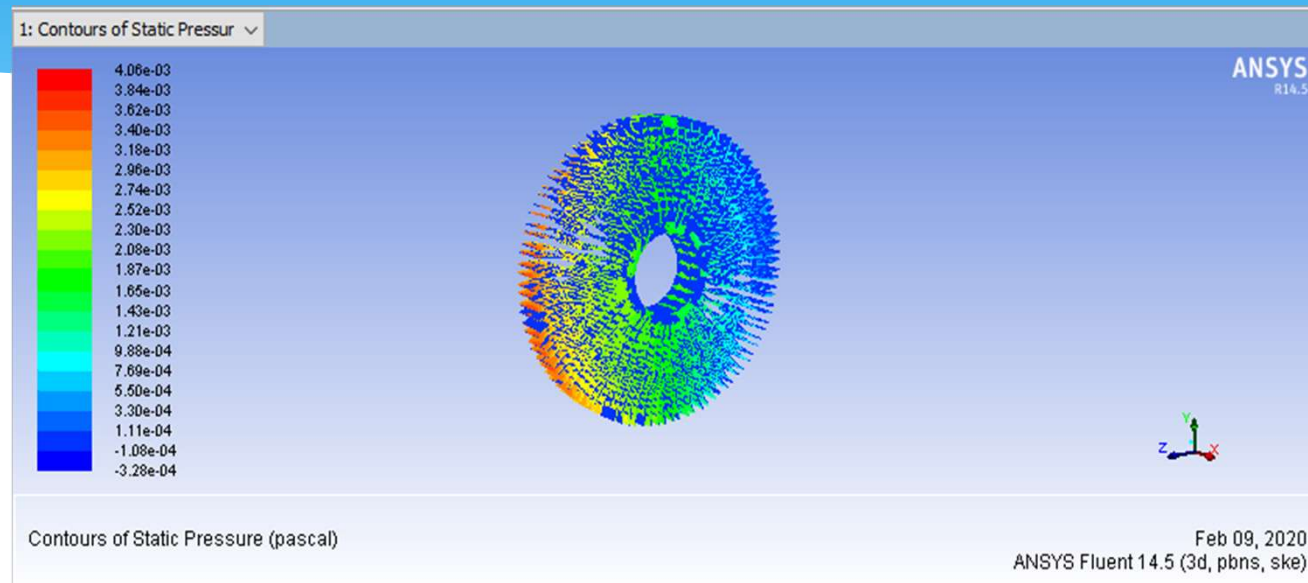 1: Contours of Static Pressur
ANSYS
R14.5
4.06e-03
3.84e-03
3.62e-03
3.40e-03
3.18e-03
2.96e-03
2.74e-03
2.52e-03
2.30e-03
2.08e-03
1.87e-03
1.65e-03
1.43e-03
1.21e-03
9.88e-04
7.69e-04
5.50e-04
3.30e-04
1.11e-04
-1.08e-04
-3.28e-04
Y
Z X
Contours of Static Pressure (pascal)
Feb 09, 2020
ANSYS Fluent 14.5 (3d, pbns, ske)